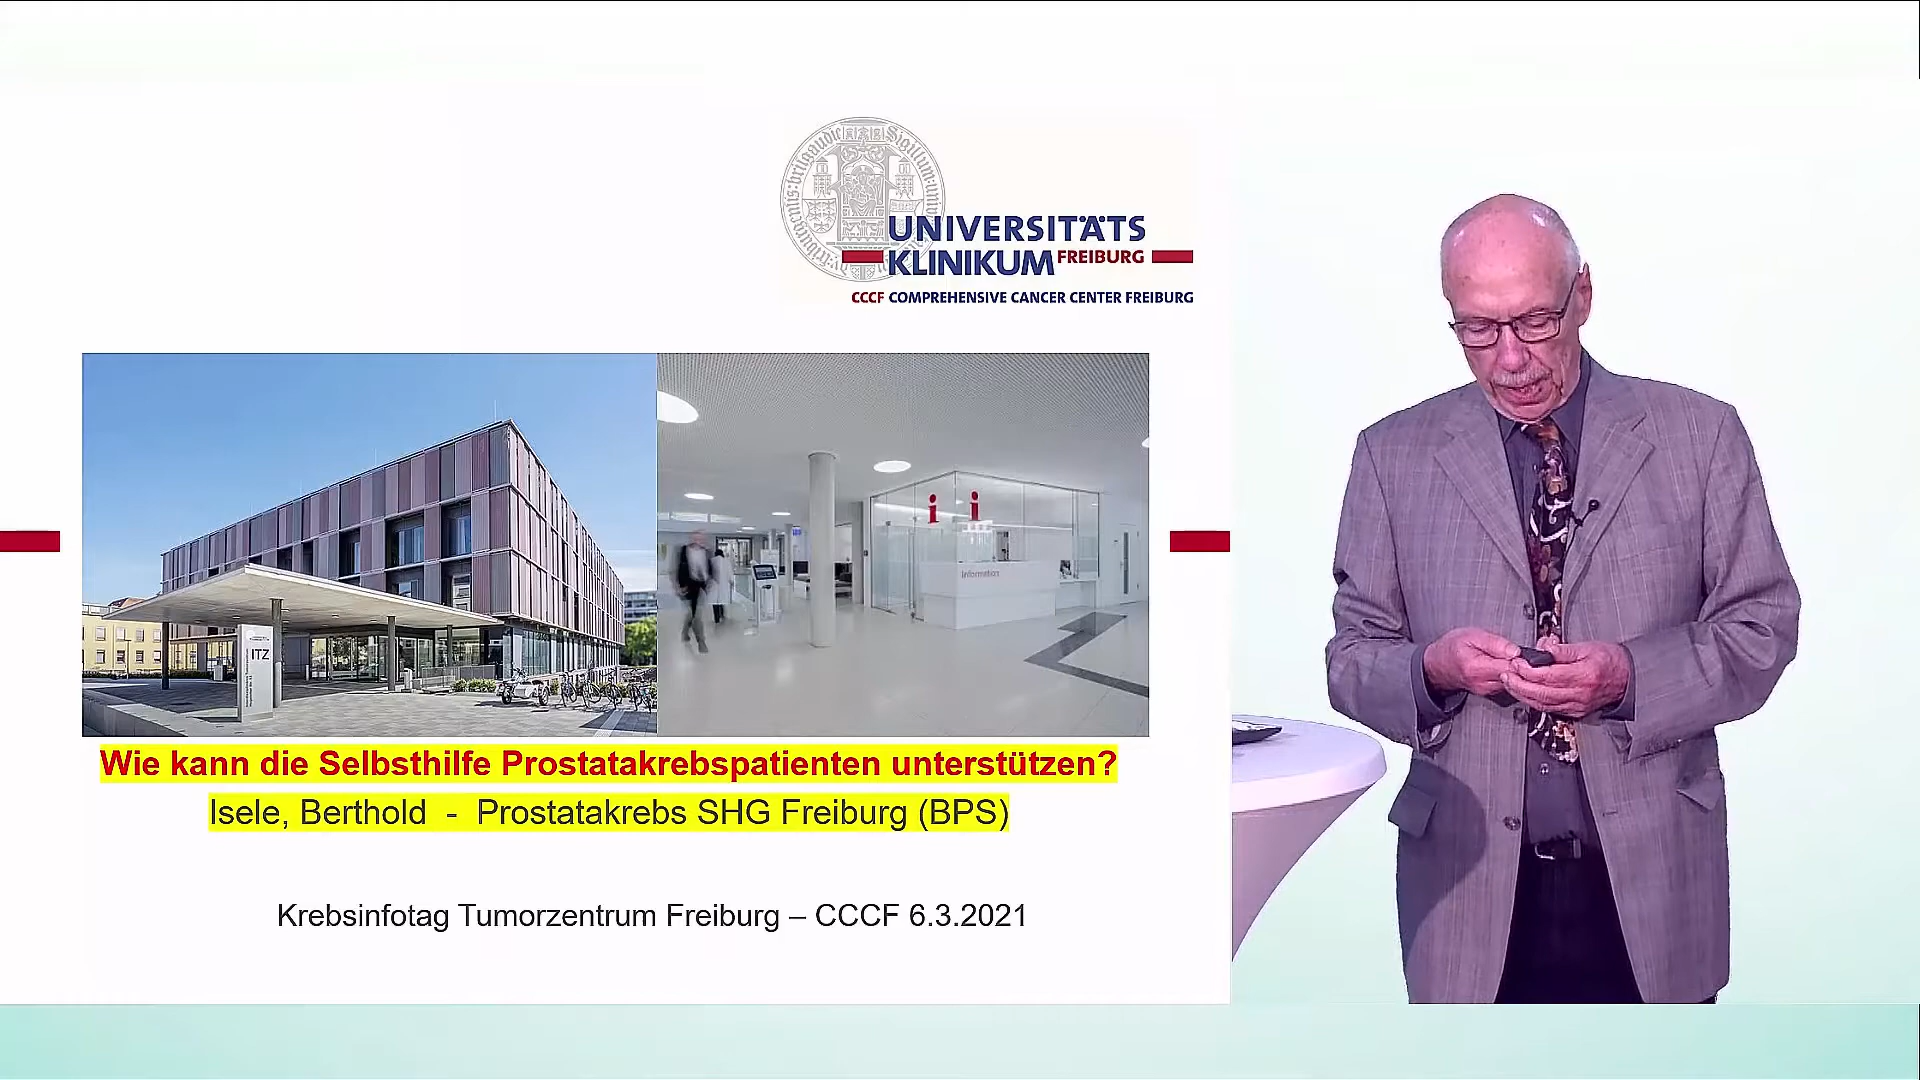 UNIVERSITÄTS
KLINIKUM FREIBURG
CCCF COMPREHENSIVE CANCER CENTER FREIBURG
i i
Information
ITZ
Wie kann die Selbsthilfe Prostatakrebspatienten unterstützen?
Isele, Berthold - Prostatakrebs SHG Freiburg (BPS)
Krebsinfotag Tumorzentrum Freiburg – CCCF 6.3.2021